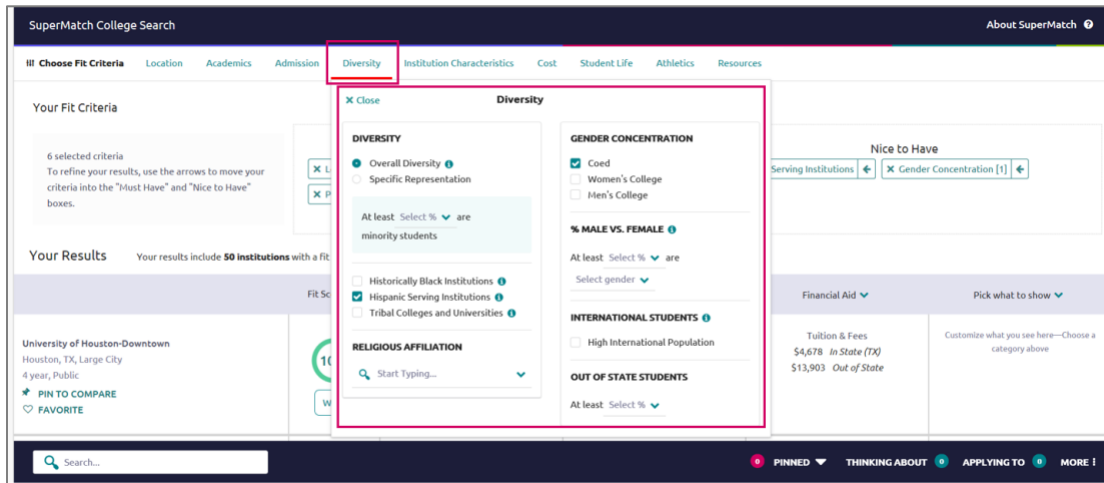 SuperMatch College Search
About SuperMatch
Choose Fit Criteria
Location
Academics
Admission
Diversity
Institution Characteristics
Cost
Student Life
Athletics
Resources
Your Fit Criteria
6 selected criteria
To refine your results, use the arrows to move your
criteria into the "Must Have" and "Nice to Have"
boxes.
Nice to Have
Serving Institutions
Gender Concentration [1]
Close
Diversity
DIVERSITY
Overall Diversity
Specific Representation
At least Select % are
minority students
Historically Black Institutions
Hispanic Serving Institutions
Tribal Colleges and Universities
RELIGIOUS AFFILIATION
Start Typing...
GENDER CONCENTRATION
Coed
Women's College
Men's College
% MALE VS. FEMALE
At least Select % are
Select gender
INTERNATIONAL STUDENTS
High International Population
OUT OF STATE STUDENTS
At least Select %
Your Results
Your results include 50 institutions with a fit
Financial Aid
Pick what to show
University of Houston-Downtown
Houston, TX, Large City
4 year, Public
PIN TO COMPARE
FAVORITE
Tuition & Fees
$4,678 In State (TX)
$13,903 Out of State
Customize what you see here—Choose a
category above
Search...
0 PINNED
THINKING ABOUT 0
APPLYING TO 0
MORE